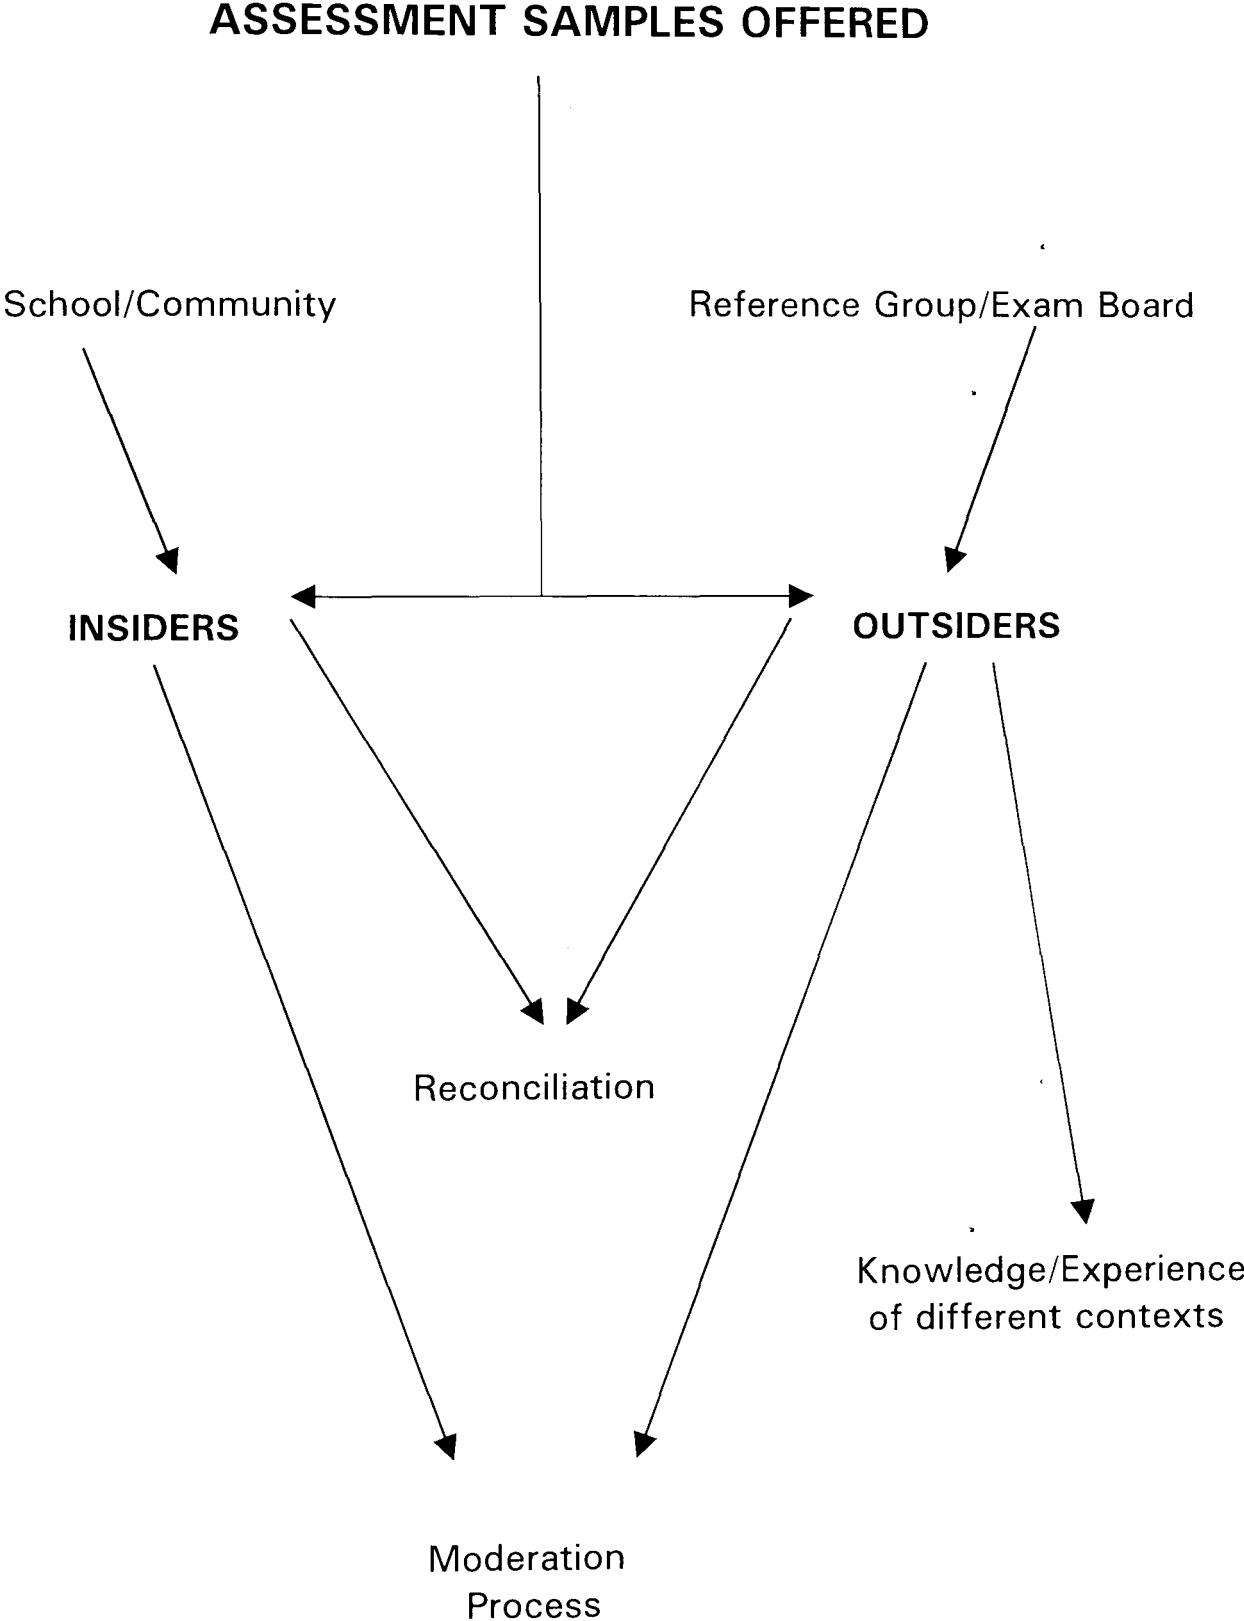 ASSESSMENT SAMPLES OFFERED
School/Community
Reference Group/Exam Board
INSIDERS
OUTSIDERS
Reconciliation
Knowledge/Experience
of different contexts
Moderation
Process